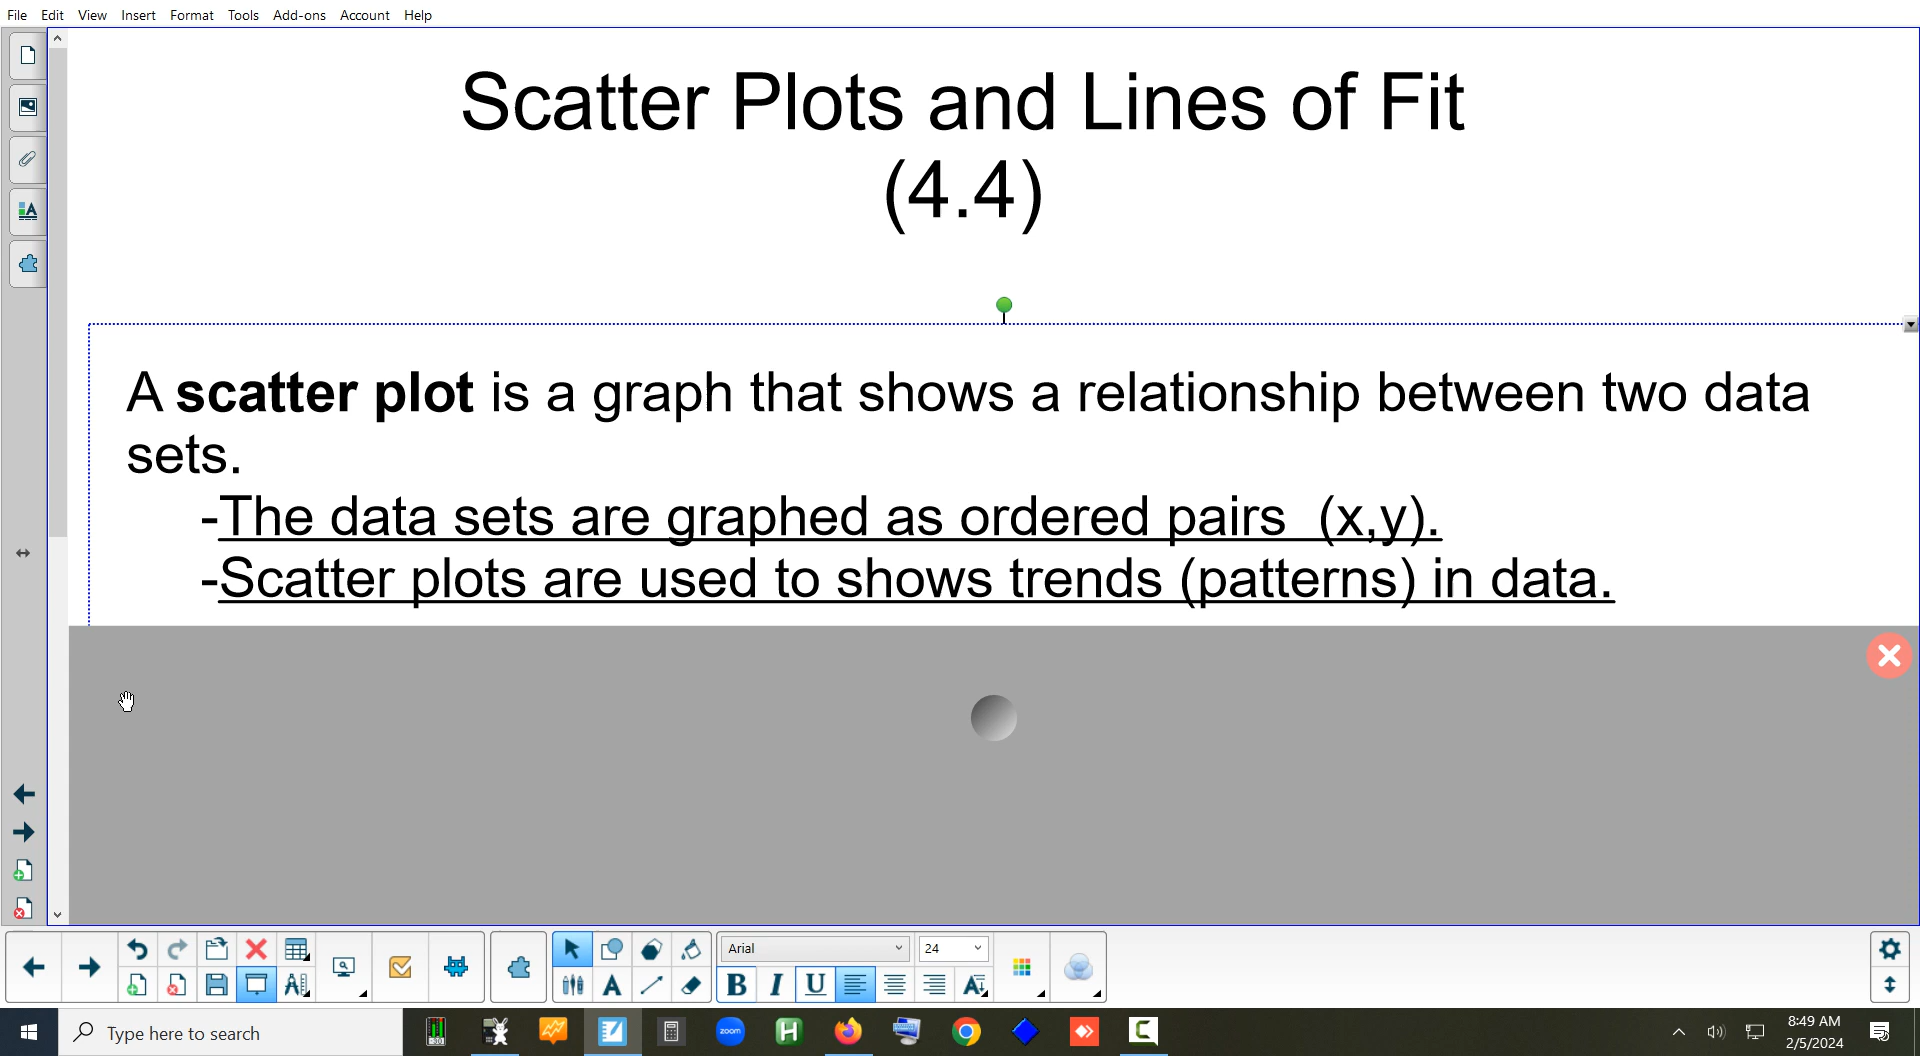 File Edit View Insert Format Tools Add-ons Account Help
Scatter Plots and Lines of Fit
(4.4)
A scatter plot is a graph that shows a relationship between two data
sets.
-The data sets are graphed as ordered pairs (x,y).
-Scatter plots are used to shows trends (patterns) in data.
Arial 24
B I U A
Type here to search
zoom
8:49 AM
2/5/2024